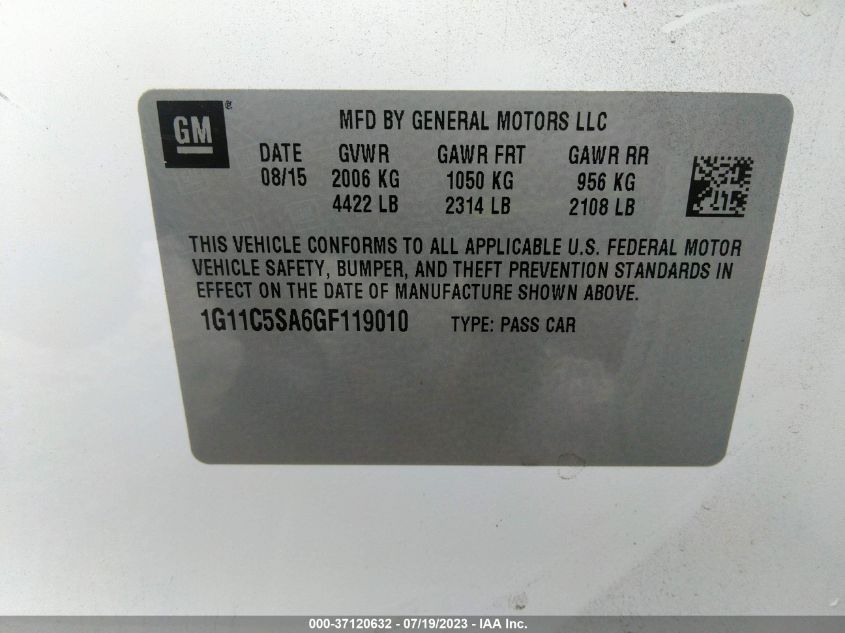 GM ®
MFD BY GENERAL MOTORS LLC
DATE GVWR GAWR FRT GAWR RR
08/15 2006 KG 1050 KG 956 KG
4422 LB 2314 LB 2108 LB
THIS VEHICLE CONFORMS TO ALL APPLICABLE U.S. FEDERAL MOTOR
VEHICLE SAFETY, BUMPER, AND THEFT PREVENTION STANDARDS IN
EFFECT ON THE DATE OF MANUFACTURE SHOWN ABOVE.
1G11C5SA6GF119010 TYPE: PASS CAR
000-37120632 - 07/19/2023 - IAA Inc.